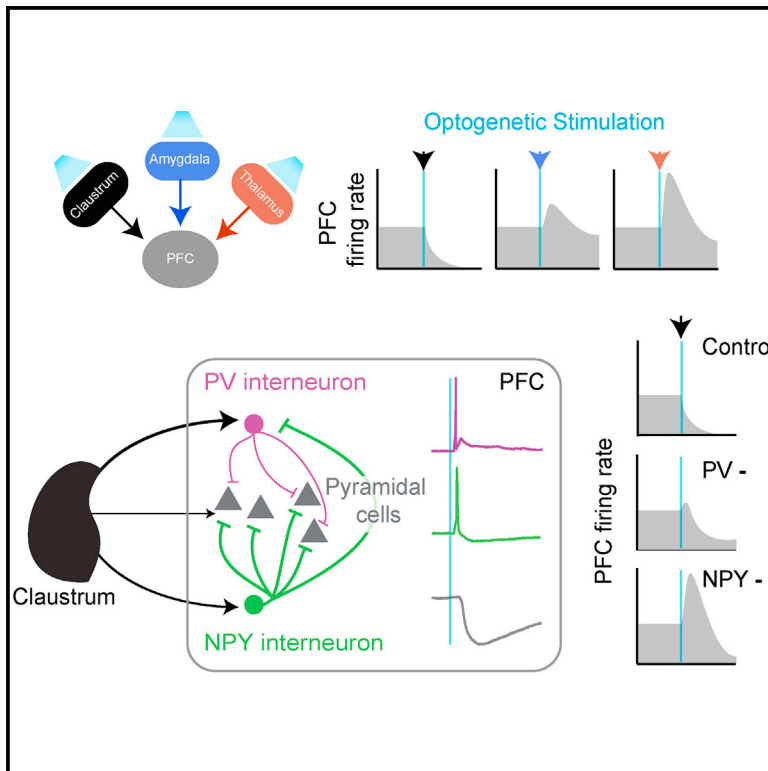 Optogenetic Stimulation
Claustrum
Amygdala
Thalamus
PFC
PFC
firing rate
PV interneuron
PFC
Pyramidal
cells
Claustrum
NPY interneuron
PFC firing rate
Contro
PV -
NPY -